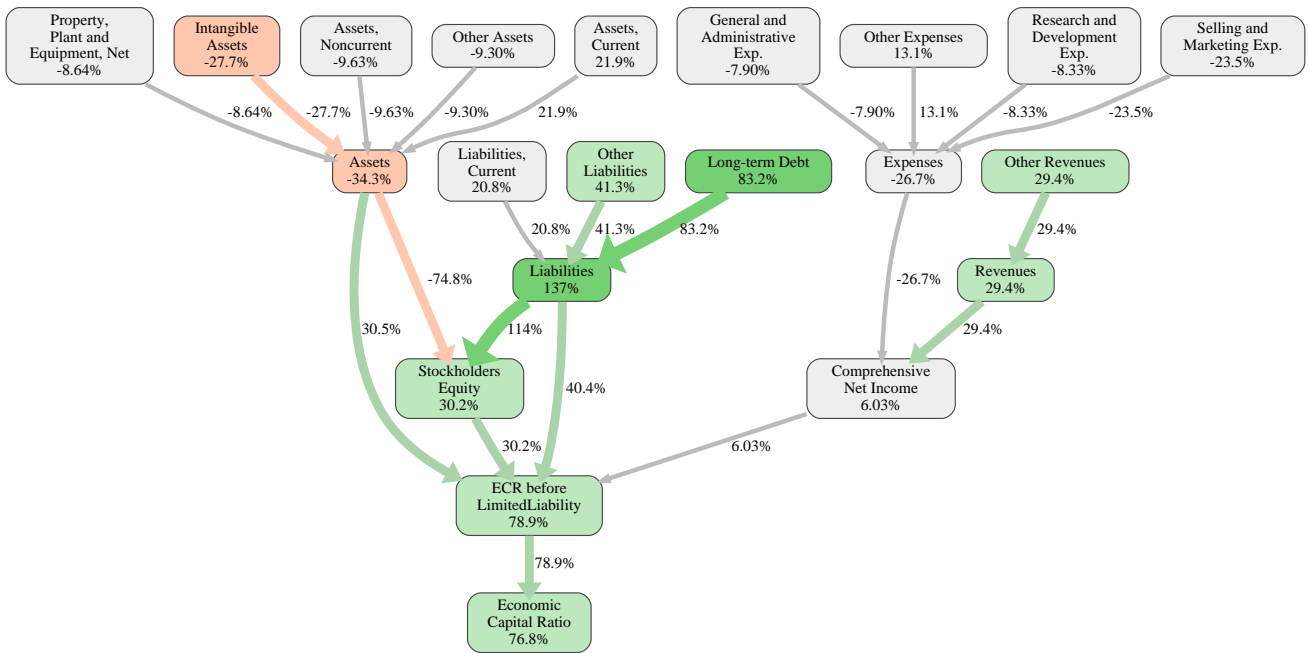 Property,
Plant and
Equipment, Net
-8.64%
Intangible
Assets
-27.7%
Assets,
Noncurrent
-9.63%
Other Assets
-9.30%
Assets,
Current
21.9%
General and
Administrative
Exp.
-7.90%
Other Expenses
13.1%
Research and
Development
Exp.
-8.33%
Selling and
Marketing Exp.
-23.5%
-8.64%
-27.7%
-9.63%
-9.30%
21.9%
-7.90%
13.1%
-8.33%
-23.5%
Assets
-34.3%
Liabilities,
Current
20.8%
Other
Liabilities
41.3%
Long-term Debt
83.2%
Expenses
-26.7%
Other Revenues
29.4%
20.8%
41.3%
83.2%
29.4%
Liabilities
137%
Revenues
29.4%
-74.8%
-26.7%
30.5%
114%
29.4%
Stockholders
Equity
30.2%
40.4%
Comprehensive
Net Income
6.03%
30.2%
6.03%
ECR before
LimitedLiability
78.9%
78.9%
Economic
Capital Ratio
76.8%